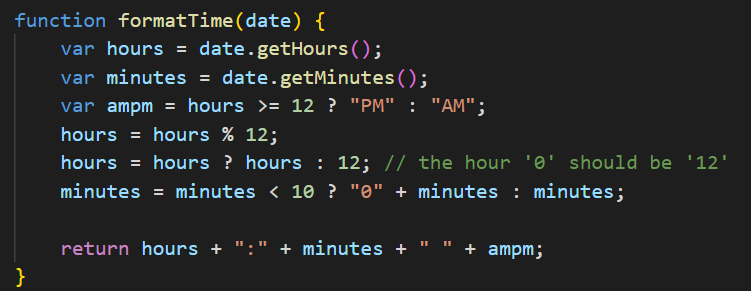 function formatTime(date) {
    var hours = date.getHours();
    var minutes = date.getMinutes();
    var ampm = hours >= 12 ? "PM" : "AM";
    hours = hours % 12;
    hours = hours ? hours : 12; // the hour '0' should be '12'
    minutes = minutes < 10 ? "0" + minutes : minutes;

    return hours + ":" + minutes + " " + ampm;
}